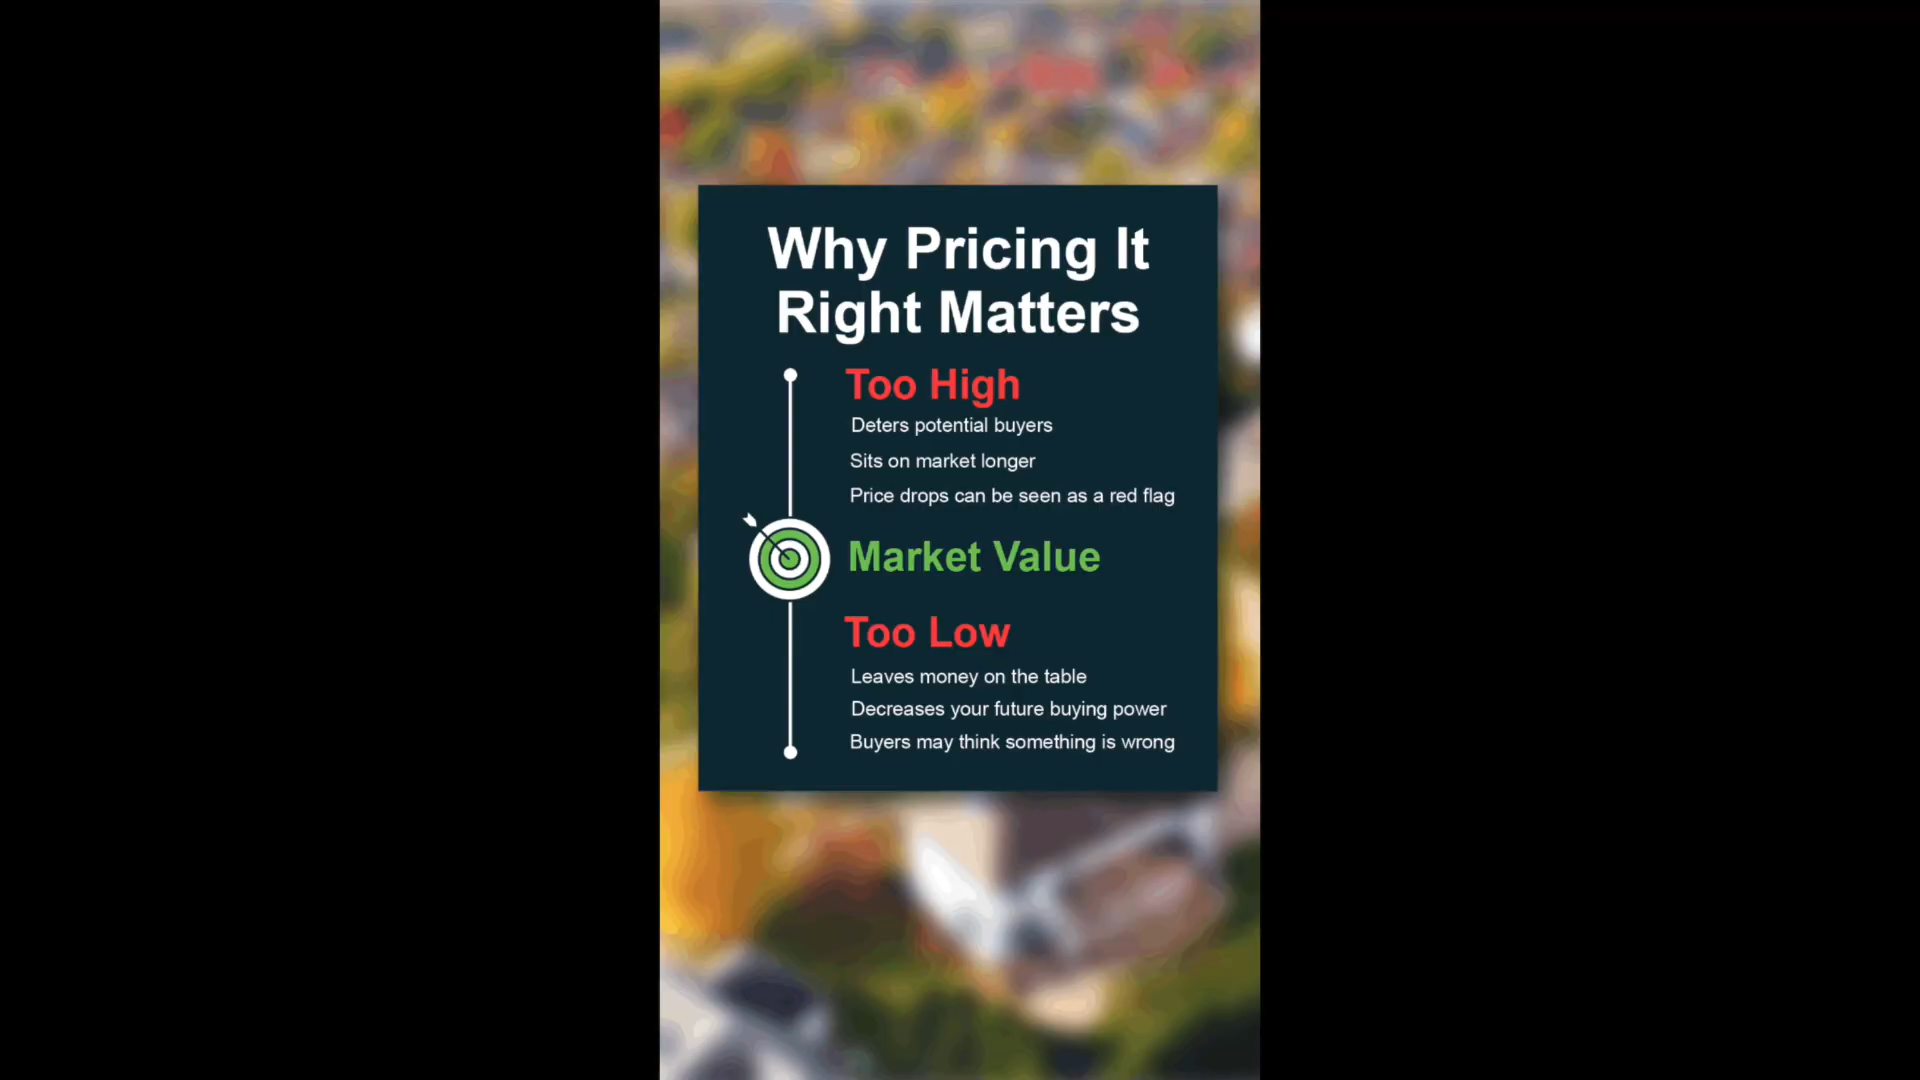 Why Pricing It
Right Matters
Too High
Deters potential buyers
Sits on market longer
Price drops can be seen as a red flag
Market Value
Too Low
Leaves money on the table
Decreases your future buying power
Buyers may think something is wrong